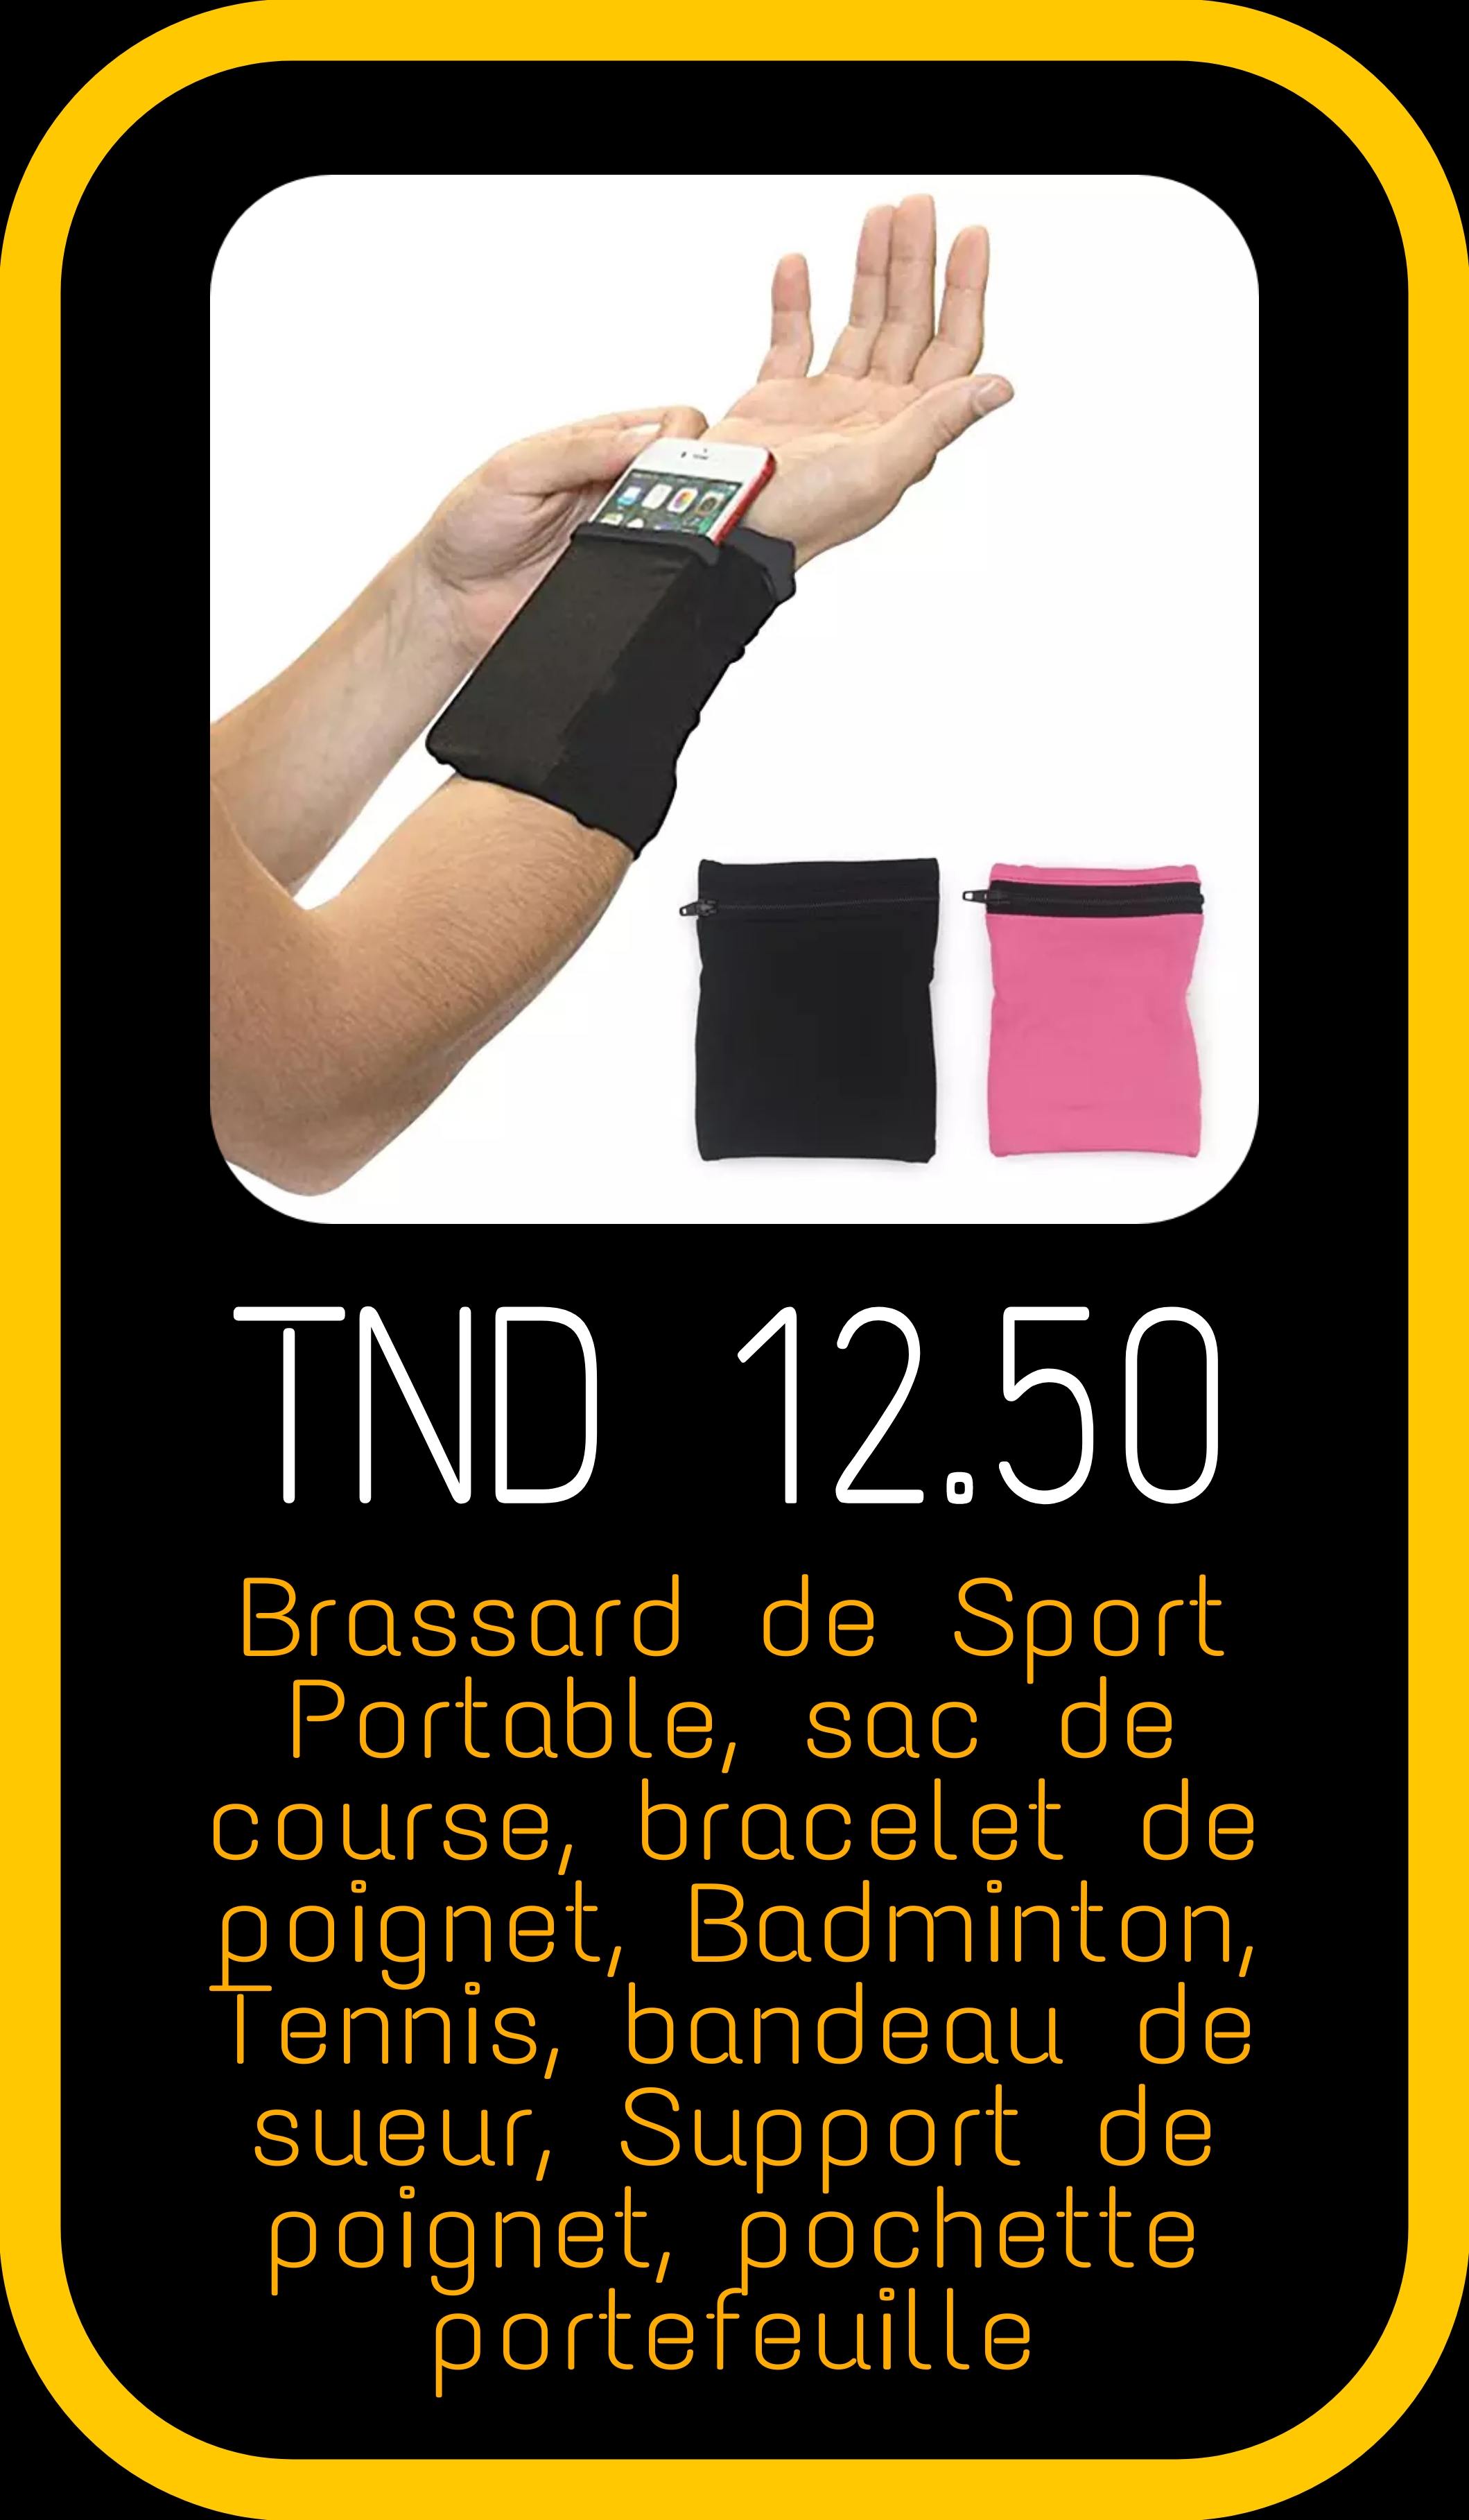 TND 12.50
Brassard de Sport
Portable, sac de
course, bracelet de
poignet, Badminton,
Tennis, bandeau de
sueur, Support de
poignet, pochette
portefeuille